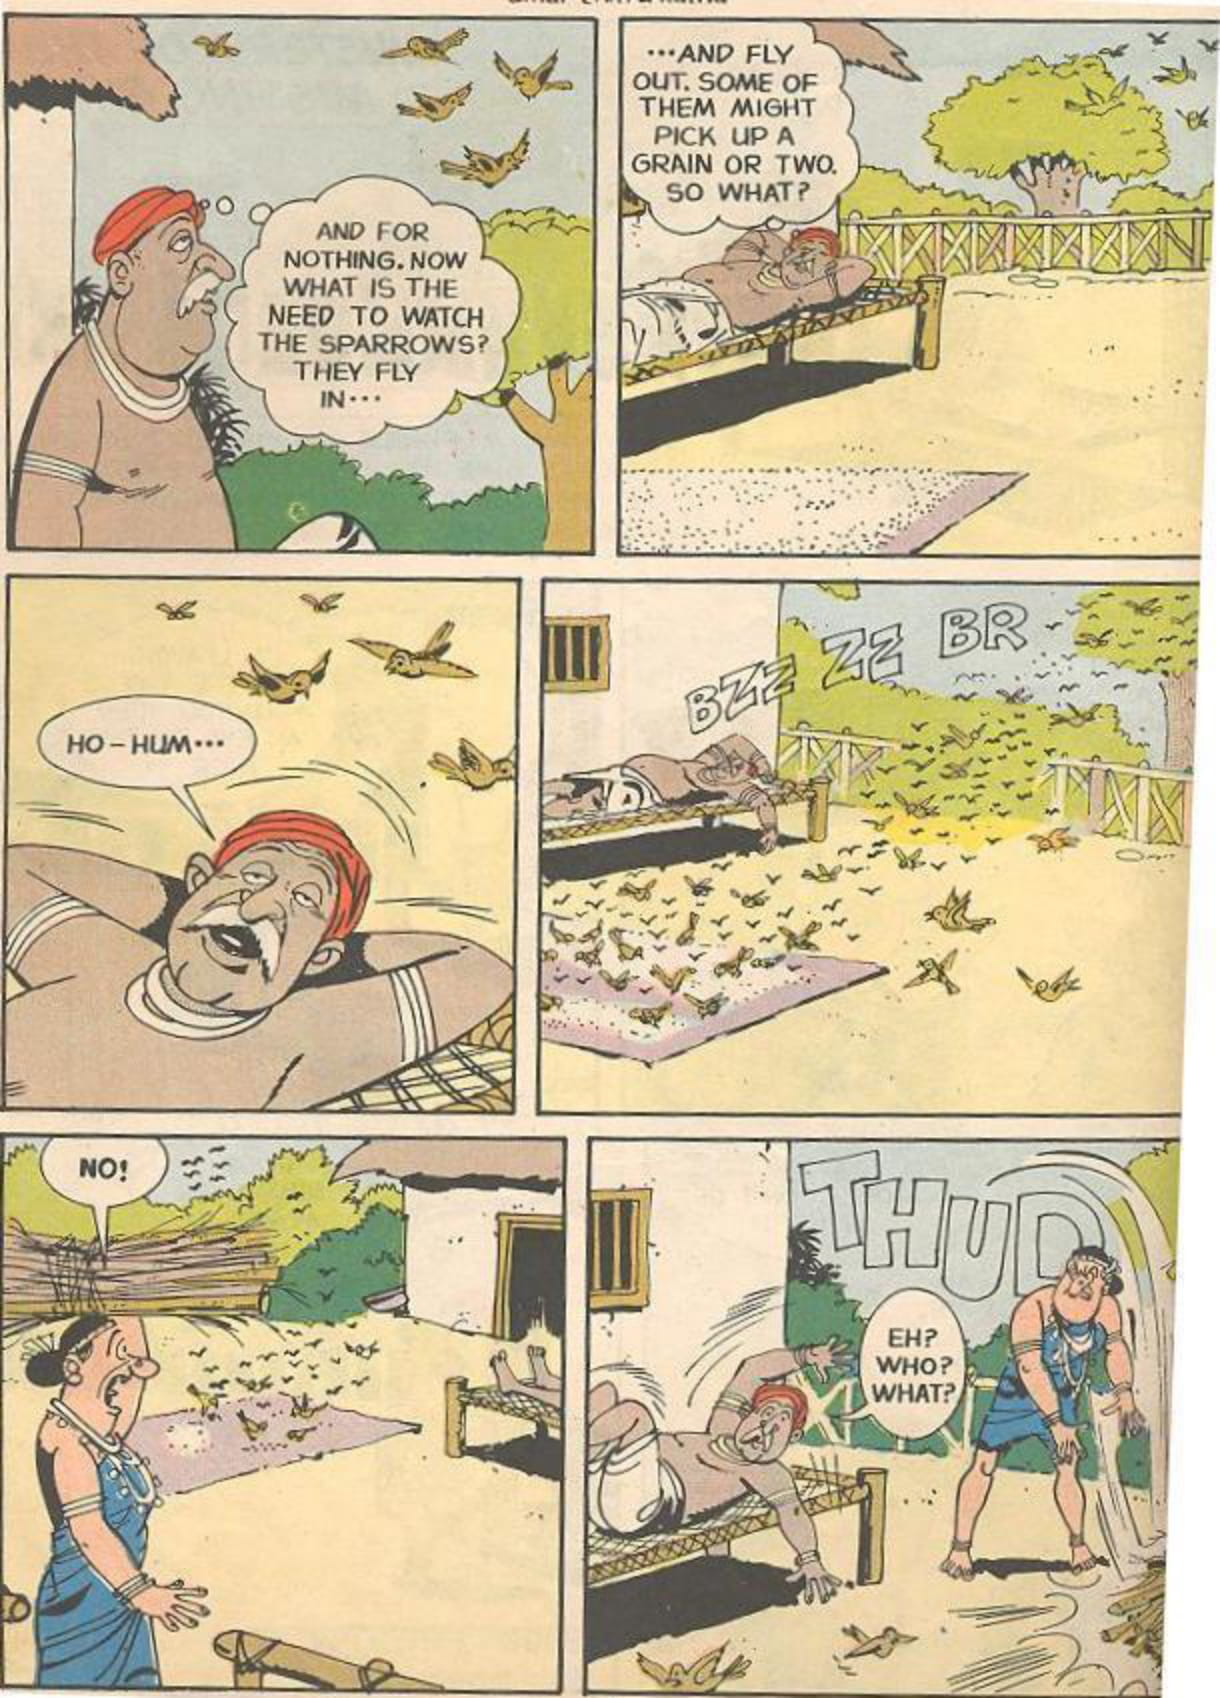 AND FOR
NOTHING. NOW
WHAT IS THE
NEED TO WATCH
THE SPARROWS?
THEY FLY
IN...
...AND FLY
OUT. SOME OF
THEM MIGHT
PICK UP A
GRAIN OR TWO.
SO WHAT?
HO-HUM...
BZZ ZZ BR
NO!
THUD
EH?
WHO?
WHAT?